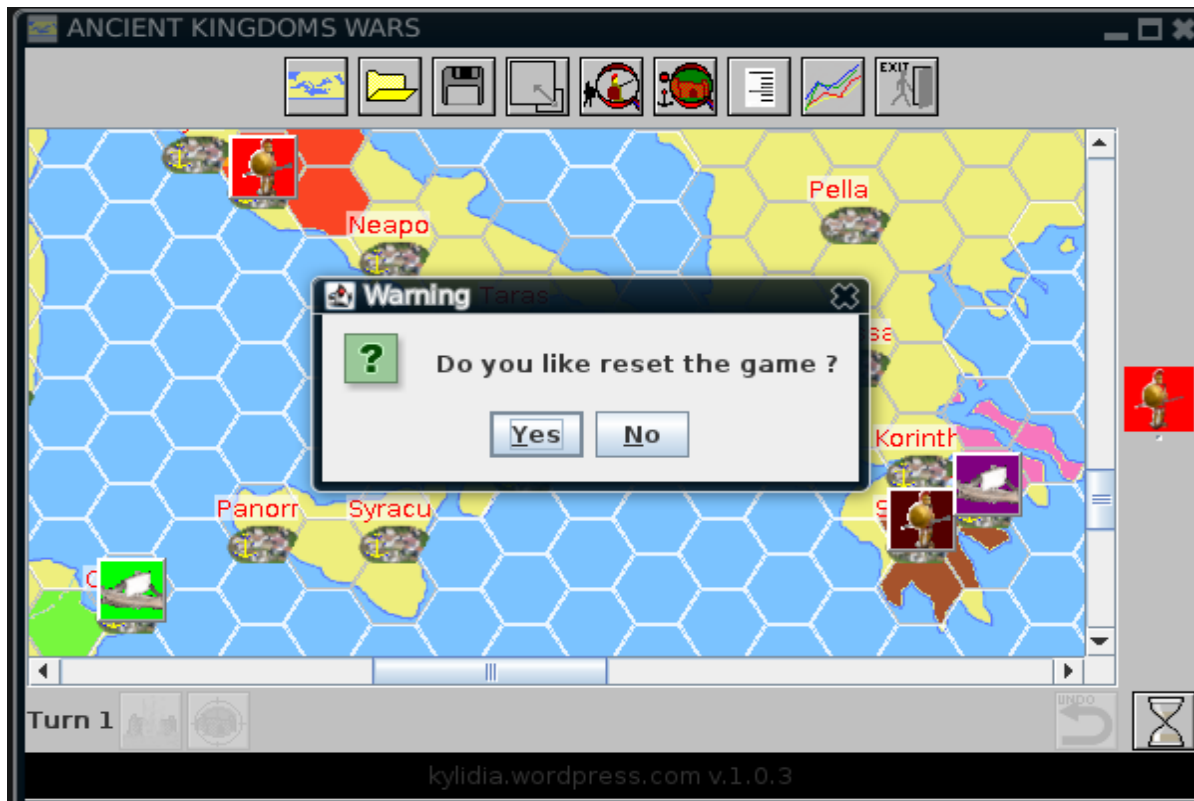 ANCIENT KINGDOMS WARS
EXIT
Pella
Neapo
Warning
Taras
Do you like reset the game ?
Yes
No
Korinth
Panorr
Syracu
Turn 1
UNDO
kylidia.wordpress.com v.1.0.3